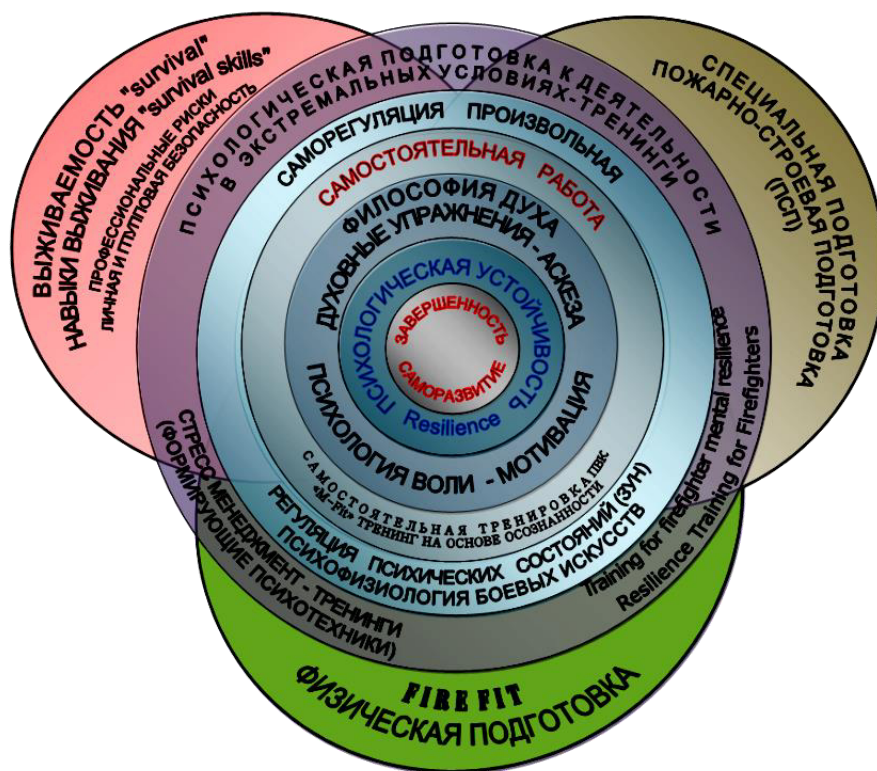 ВЫЖИВАЕМОСТЬ "survival"
НАВЫКИ ВЫЖИВАНИЯ "survival skills"
ПРОФЕССИОНАЛЬНЫЕ РИСКИ
ЛИЧНАЯ И ГРУППОВАЯ БЕЗОПАСНОСТЬ
СПЕЦИАЛЬНАЯ ПОДГОТОВКА
ПОЖАРНО-СТРОЕВАЯ ПОДГОТОВКА
(ПСП)
ПСИХОЛОГИЧЕСКАЯ ПОДГОТОВКА К ДЕЯТЕЛЬНОСТИ
В ЭКСТРЕМАЛЬНЫХ УСЛОВИЯХ-ТРЕНИНГИ
САМОРЕГУЛЯЦИЯ ПРОИЗВОЛЬНАЯ
САМОСТОЯТЕЛЬНАЯ РАБОТА
ФИЛОСОФИЯ ДУХА
ДУХОВНЫЕ УПРАЖНЕНИЯ - АСКЕЗА
ПСИХОЛОГИЧЕСКАЯ УСТОЙЧИВОСТЬ
ЗАВЕРШЕННОСТЬ
САМОРАЗВИТИЕ
Resilience
ПСИХОЛОГИЯ ВОЛИ - МОТИВАЦИЯ
САМОСТОЯТЕЛЬНАЯ ТРЕНИРОВКА ПВК
"M-Fit" ТРЕНИНГ НА ОСНОВЕ ОСОЗНАННОСТИ
РЕГУЛЯЦИЯ ПСИХИЧЕСКИХ СОСТОЯНИЙ (ЗУН)
ПСИХОФИЗИОЛОГИЯ БОЕВЫХ ИСКУССТВ
СТРЕСС МЕНЕДЖМЕНТ - ТРЕНИНГИ
(ФОРМИРУЮЩИЕ ПСИХОТЕХНИКИ)
Training for firefighter mental resilience
Resilience Training for Firefighters
FIRE FIT
ФИЗИЧЕСКАЯ ПОДГОТОВКА